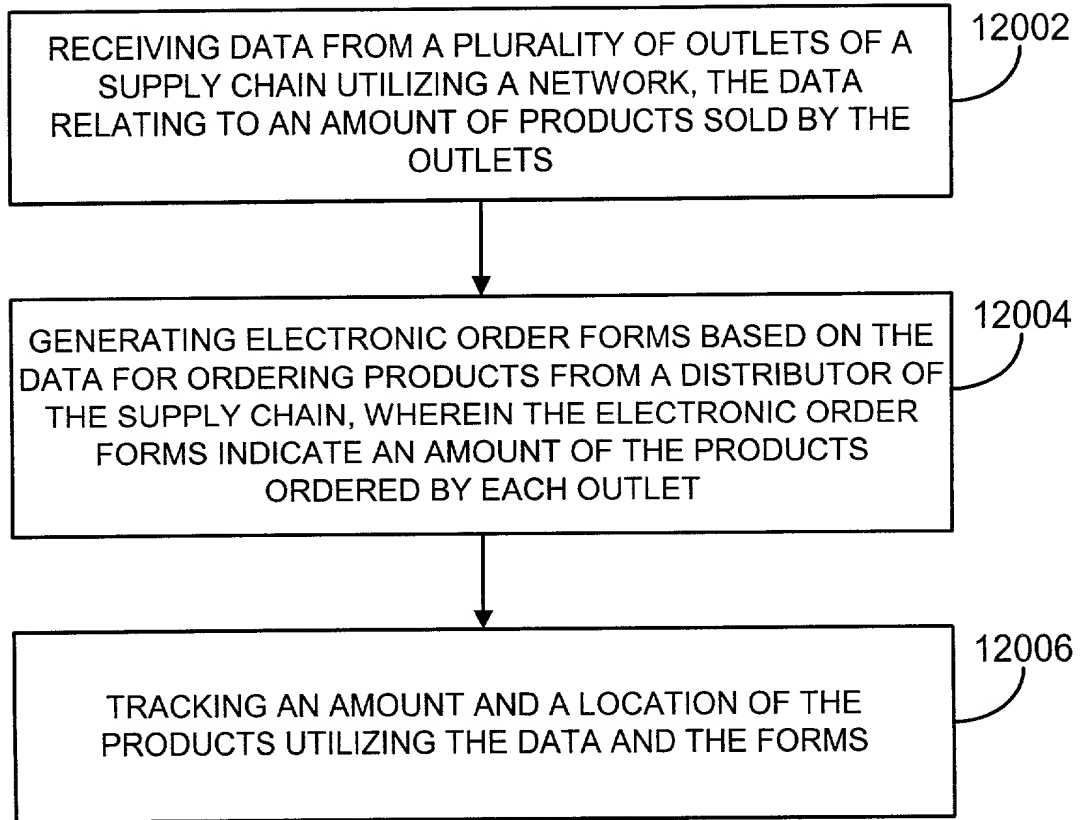 12002
RECEIVING DATA FROM A PLURALITY OF OUTLETS OF A
SUPPLY CHAIN UTILIZING A NETWORK, THE DATA
RELATING TO AN AMOUNT OF PRODUCTS SOLD BY THE
OUTLETS
12004
GENERATING ELECTRONIC ORDER FORMS BASED ON THE
DATA FOR ORDERING PRODUCTS FROM A DISTRIBUTOR OF
THE SUPPLY CHAIN, WHEREIN THE ELECTRONIC ORDER
FORMS INDICATE AN AMOUNT OF THE PRODUCTS
ORDERED BY EACH OUTLET
12006
TRACKING AN AMOUNT AND A LOCATION OF THE
PRODUCTS UTILIZING THE DATA AND THE FORMS